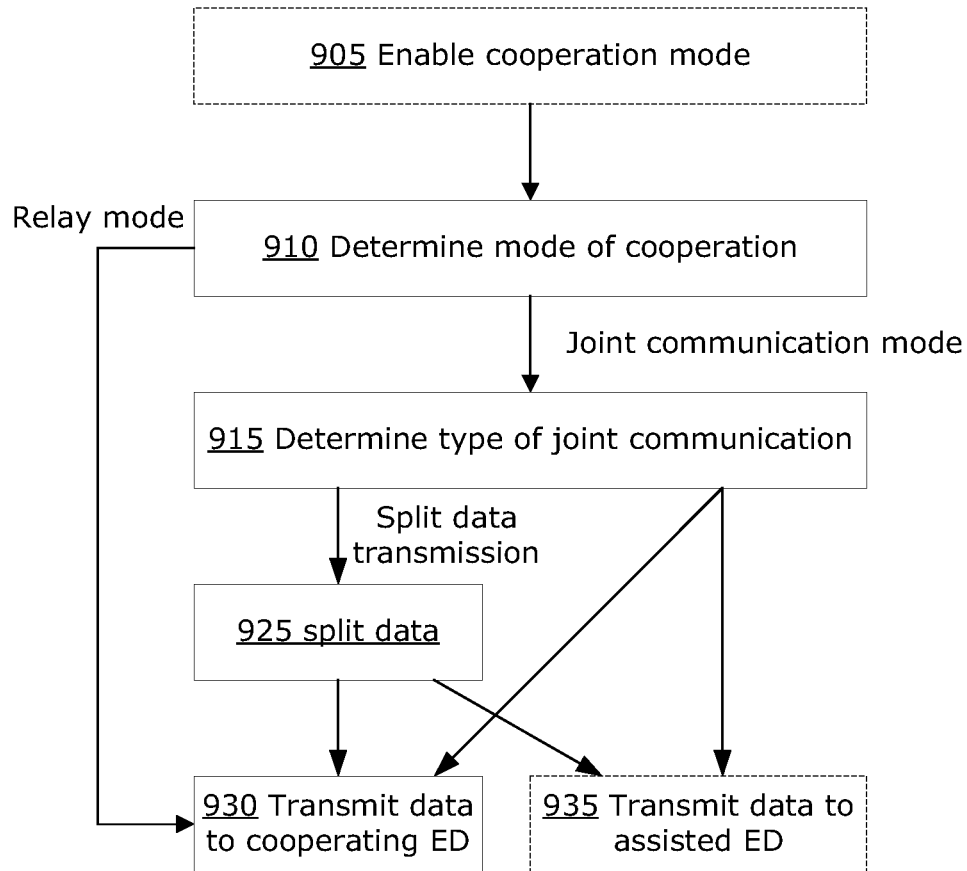 905 Enable cooperation mode
Relay mode
910 Determine mode of cooperation
Joint communication mode
915 Determine type of joint communication
Split data
transmission
925 split data
930 Transmit data
to cooperating ED
935 Transmit data to
assisted ED